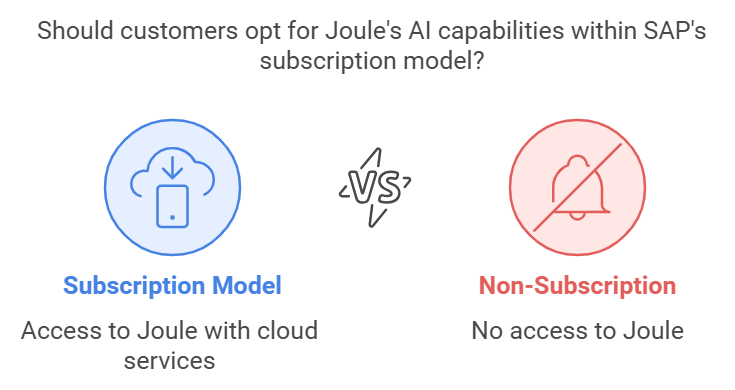 Should customers opt for Joule's AI capabilities within SAP's
subscription model?
VS
Subscription Model
Non-Subscription
Access to Joule with cloud
services
No access to Joule